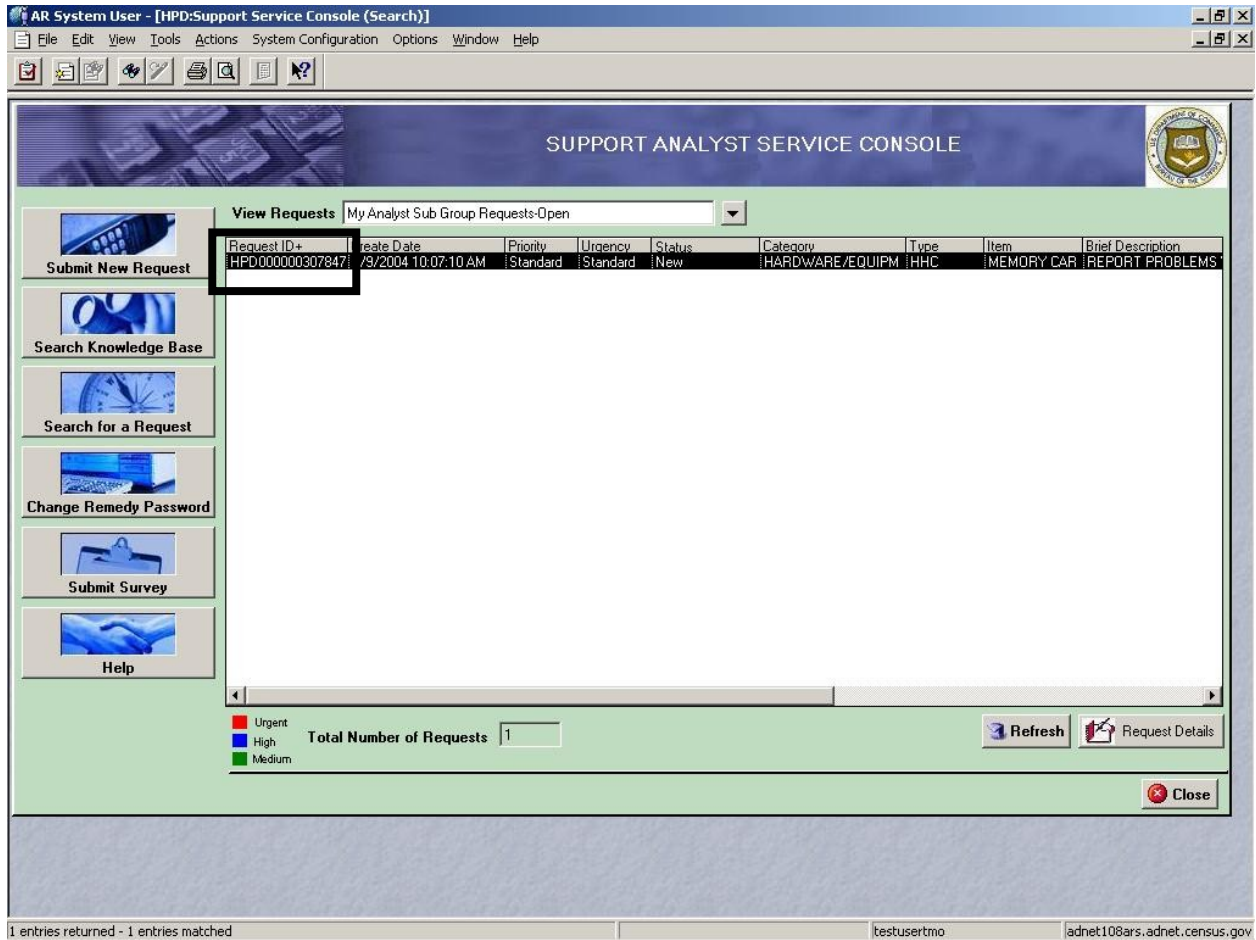 AR System User - [HPD:Support Service Console (Search)]
File Edit View Tools Actions System Configuration Options Window Help
SUPPORT ANALYST SERVICE CONSOLE
View Requests My Analyst Sub Group Requests-Open
Request ID+ reate Date Priority Urgency Status Category Type Item Brief Description
HPD000000307847 /9/2004 10:07:10 AM Standard Standard New HARDWARE/EQUIPM HHC MEMORY CAR REPORT PROBLEMS
Submit New Request
Search Knowledge Base
Search for a Request
Change Remedy Password
Submit Survey
Help
Urgent
High
Medium
Total Number of Requests 1
Refresh Request Details
Close
1 entries returned - 1 entries matched testusertmo adnet108ars.adnet.census.gov